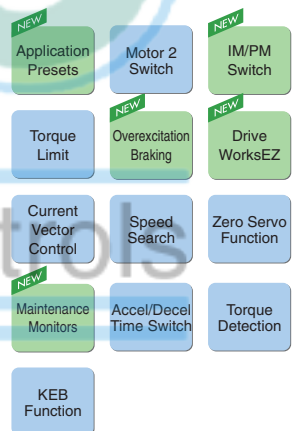 NEW
Application
Presets
Motor 2
Switch
NEW
IM/PM
Switch
Torque
Limit
NEW
Overexcitation
Braking
NEW
Drive
WorksEZ
Current
Vector
Control
Speed
Search
Zero Servo
Function
trols
NEW
Maintenance
Monitors
Accel/Decel
Time Switch
Torque
Detection
KEB
Function